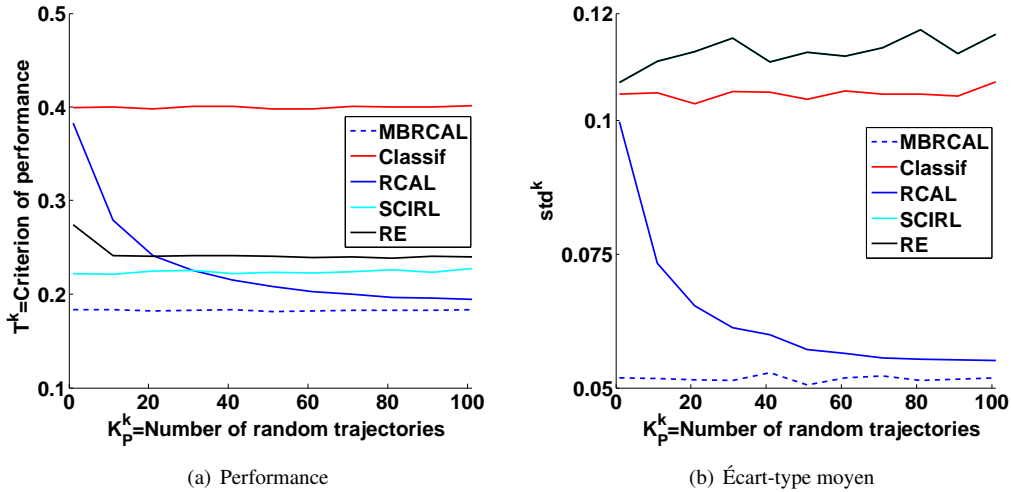 0.5
0.4
0.3
0.2
0.1
0
20
40
60
80
100
T^k=Criterion of performance
K_P^k=Number of random trajectories
MBRCAL
Classif
RCAL
SCIRL
RE
(a) Performance
0.12
0.1
0.075
0.05
0
20
40
60
80
100
std^k
K_P^k=Number of random trajectories
MBRCAL
Classif
RCAL
SCIRL
RE
(b) Écart-type moyen